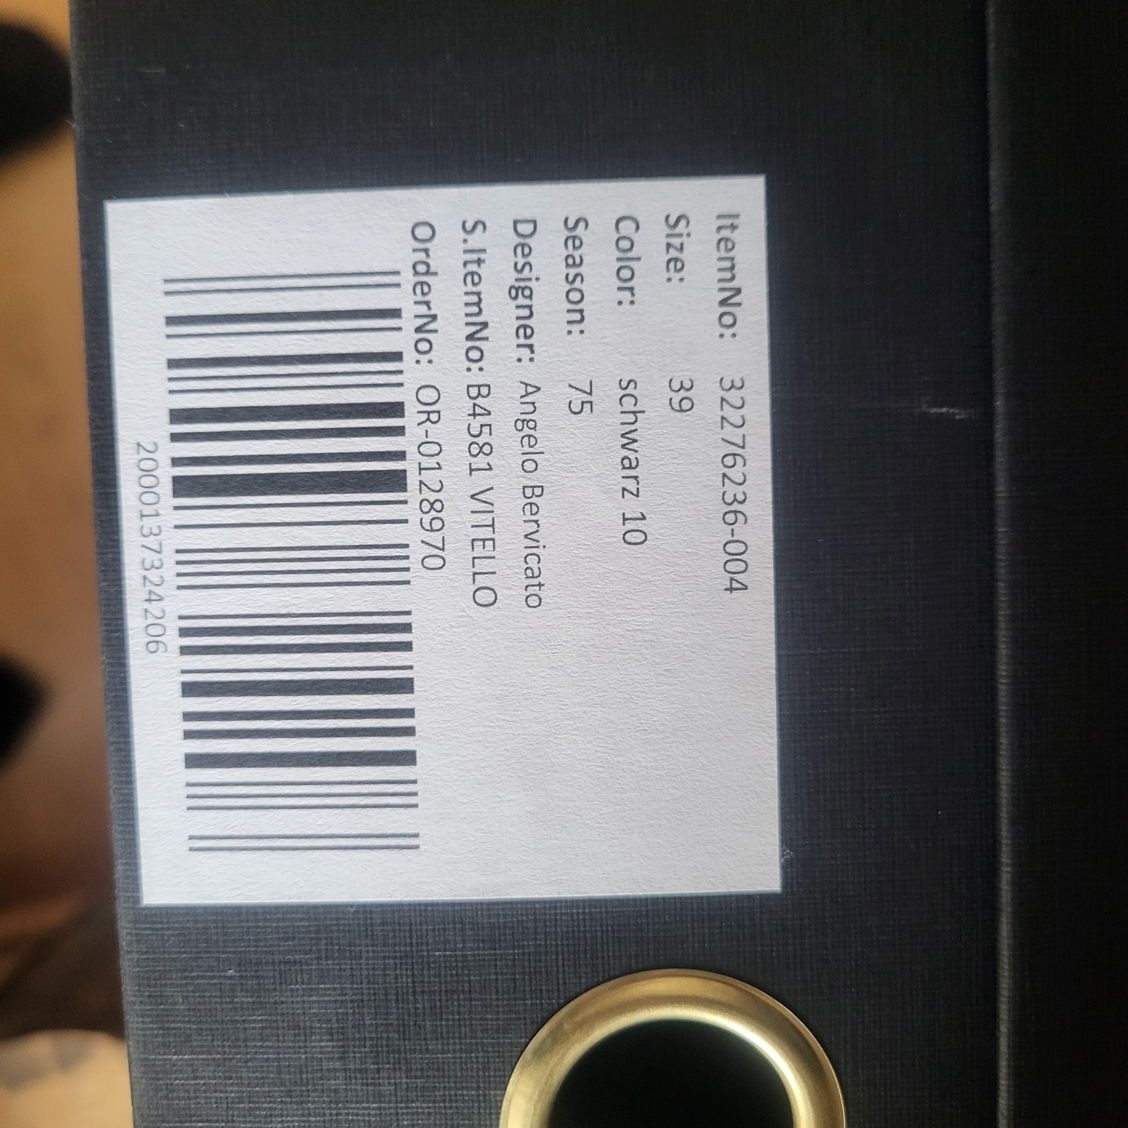 ItemNo: 32276236-004
Size: 39
Color: schwarz 10
Season: 75
Designer: Angelo Bervicato
S.ItemNo: B4581 VITELLO
OrderNo: OR-0128970
2000137324206